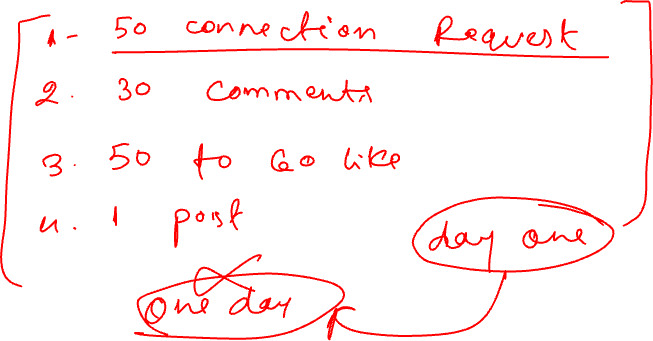 1- 50 connection Request
2. 30 comments
3. 50 to 60 like
4. 1 post
day one
one day